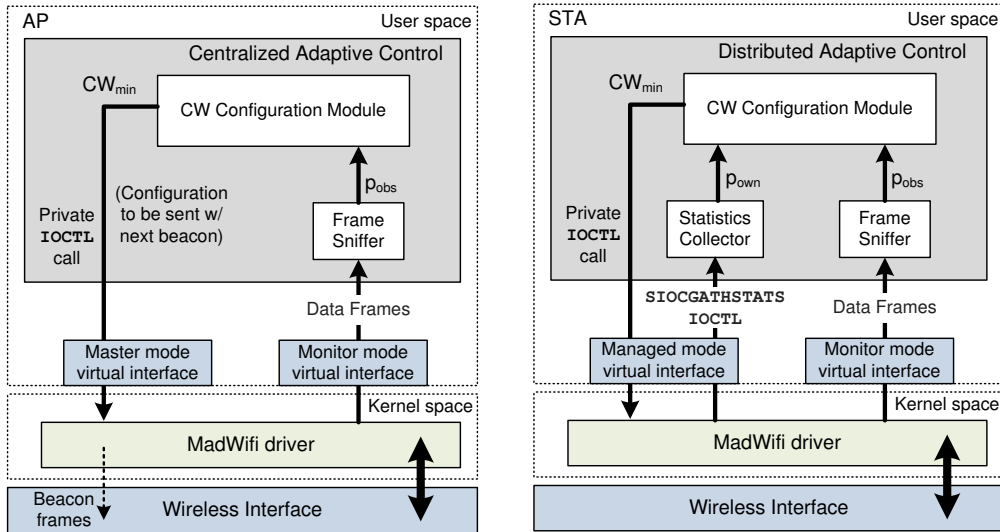 AP
User space
Centralized Adaptive Control
CWmin
CW Configuration Module
(Configuration
to be sent w/
next beacon)
pobs
Private
IOCTL
call
Frame
Sniffer
Data Frames
Master mode
virtual interface
Monitor mode
virtual interface
Kernel space
MadWifi driver
Beacon
frames
Wireless Interface
STA
User space
Distributed Adaptive Control
CWmin
CW Configuration Module
pown
pobs
Private
IOCTL
call
Statistics
Collector
Frame
Sniffer
SIOCGATHSTATS
IOCTL
Data Frames
Managed mode
virtual interface
Monitor mode
virtual interface
Kernel space
MadWifi driver
Wireless Interface